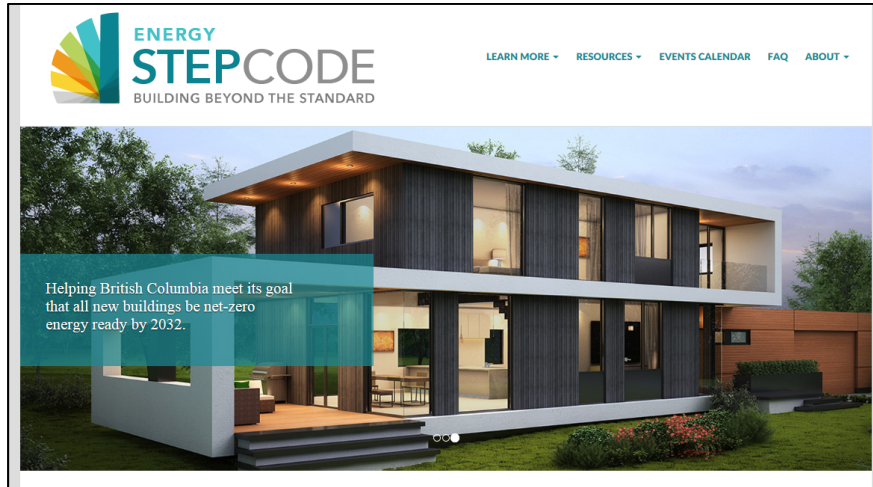 ENERGY
STEPCODE
BUILDING BEYOND THE STANDARD
LEARN MORE RESOURCES EVENTS CALENDAR FAQ ABOUT
Helping British Columbia meet its goal
that all new buildings be net-zero
energy ready by 2032.